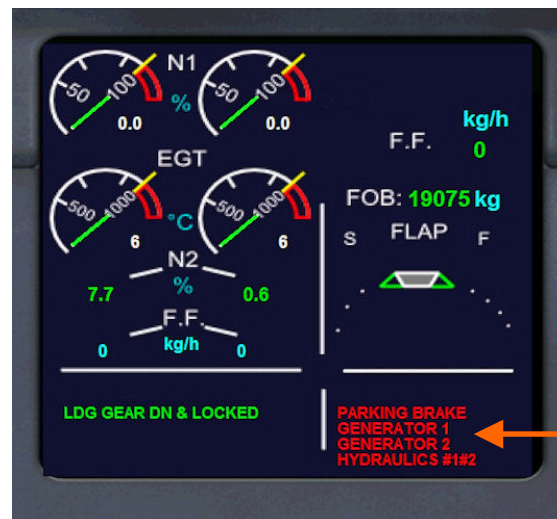 N1
50 100 % 50 100
0.0 0.0
kg/h
F.F. 0
EGT
500 1000 °C 500 1000
6 6
FOB: 19075 kg
S FLAP F
N2
7.7 % 0.6
F.F.
0 kg/h 0
LDG GEAR DN & LOCKED
PARKING BRAKE
GENERATOR 1
GENERATOR 2
HYDRAULICS #1#2